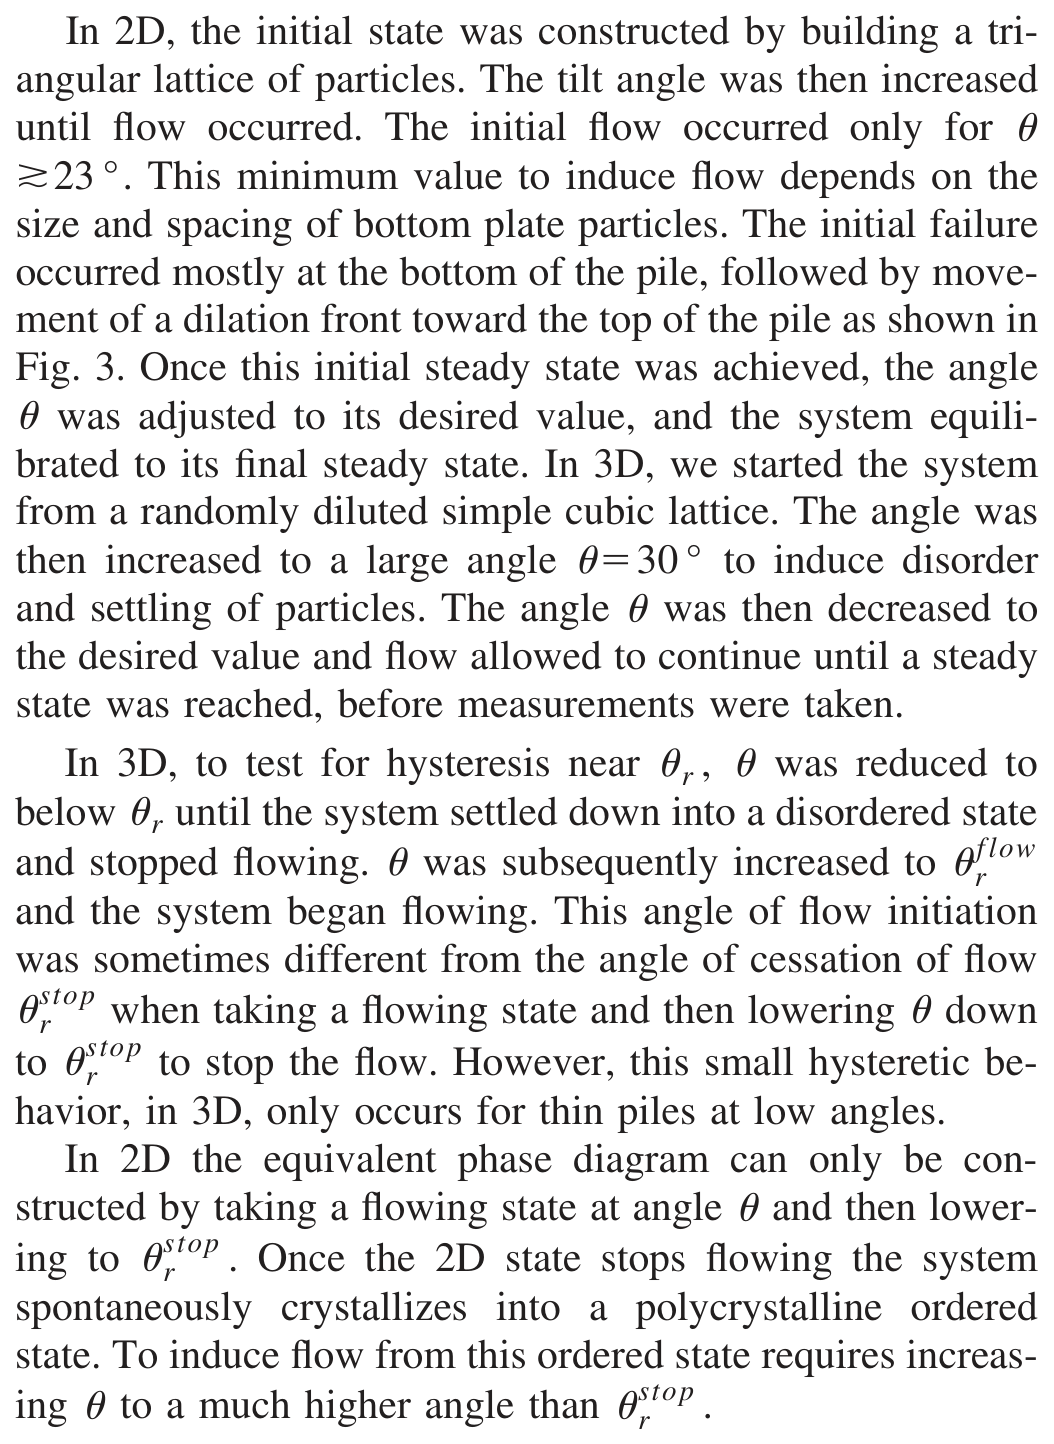 In 2D, the initial state was constructed by building a tri-
angular lattice of particles. The tilt angle was then increased
until flow occurred. The initial flow occurred only for θ
≳23°. This minimum value to induce flow depends on the
size and spacing of bottom plate particles. The initial failure
occurred mostly at the bottom of the pile, followed by move-
ment of a dilation front toward the top of the pile as shown in
Fig. 3. Once this initial steady state was achieved, the angle
θ was adjusted to its desired value, and the system equili-
brated to its final steady state. In 3D, we started the system
from a randomly diluted simple cubic lattice. The angle was
then increased to a large angle θ=30° to induce disorder
and settling of particles. The angle θ was then decreased to
the desired value and flow allowed to continue until a steady
state was reached, before measurements were taken.
In 3D, to test for hysteresis near θ_r, θ was reduced to
below θ_r until the system settled down into a disordered state
and stopped flowing. θ was subsequently increased to θ_r^{flow}
and the system began flowing. This angle of flow initiation
was sometimes different from the angle of cessation of flow
θ_r^{stop} when taking a flowing state and then lowering θ down
to θ_r^{stop} to stop the flow. However, this small hysteretic be-
havior, in 3D, only occurs for thin piles at low angles.
In 2D the equivalent phase diagram can only be con-
structed by taking a flowing state at angle θ and then lower-
ing to θ_r^{stop}. Once the 2D state stops flowing the system
spontaneously crystallizes into a polycrystalline ordered
state. To induce flow from this ordered state requires increas-
ing θ to a much higher angle than θ_r^{stop}.